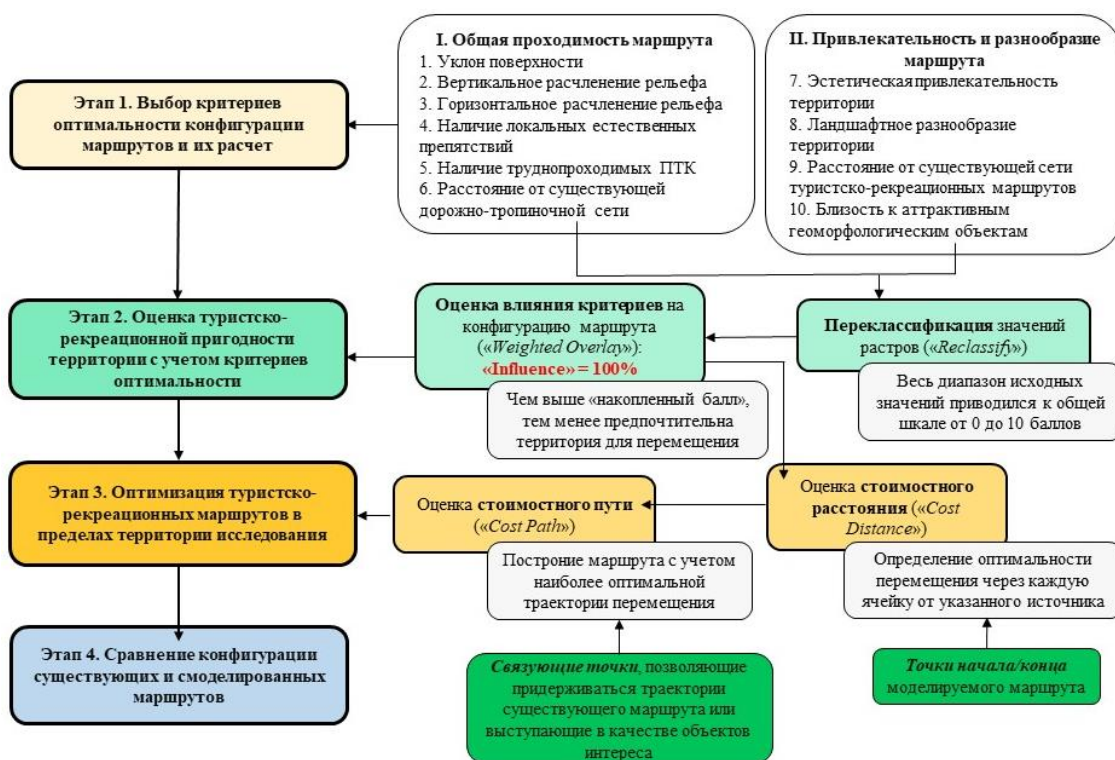 I. Общая проходимость маршрута
1. Уклон поверхности
2. Вертикальное расчленение рельефа
3. Горизонтальное расчленение рельефа
4. Наличие локальных естественных
препятствий
5. Наличие труднопроходимых ПТК
6. Расстояние от существующей
дорожно-тропиночной сети
II. Привлекательность и разнообразие
маршрута
7. Эстетическая привлекательность
территории
8. Ландшафтное разнообразие
территории
9. Расстояние от существующей сети
туристско-рекреационных маршрутов
10. Близость к аттрактивным
геоморфологическим объектам
Этап 1. Выбор критериев
оптимальности конфигурации
маршрутов и их расчет
Этап 2. Оценка туристско-
рекреационной пригодности
территории с учетом критериев
оптимальности
Оценка влияния критериев на
конфигурацию маршрута
(«Weighted Overlay»):
«Influence» = 100%
Чем выше «накопленный балл»,
тем менее предпочтительна
территория для перемещения
Переклассификация значений
растров («Reclassify»)
Весь диапазон исходных
значений приводился к общей
шкале от 0 до 10 баллов
Этап 3. Оптимизация туристско-
рекреационных маршрутов в
пределах территории исследования
Оценка стоимостного пути
(«Cost Path»)
Построние маршрута с учетом
наиболее оптимальной
траектории перемещения
Оценка стоимостного
расстояния («Cost
Distance»)
Определение оптимальности
перемещения через каждую
ячейку от указанного источника
Этап 4. Сравнение конфигурации
существующих и смоделированных
маршрутов
Связующие точки, позволяющие
придерживаться траектории
существующего маршрута или
выступающие в качестве объектов
интереса
Точки начала/конца
моделируемого маршрута